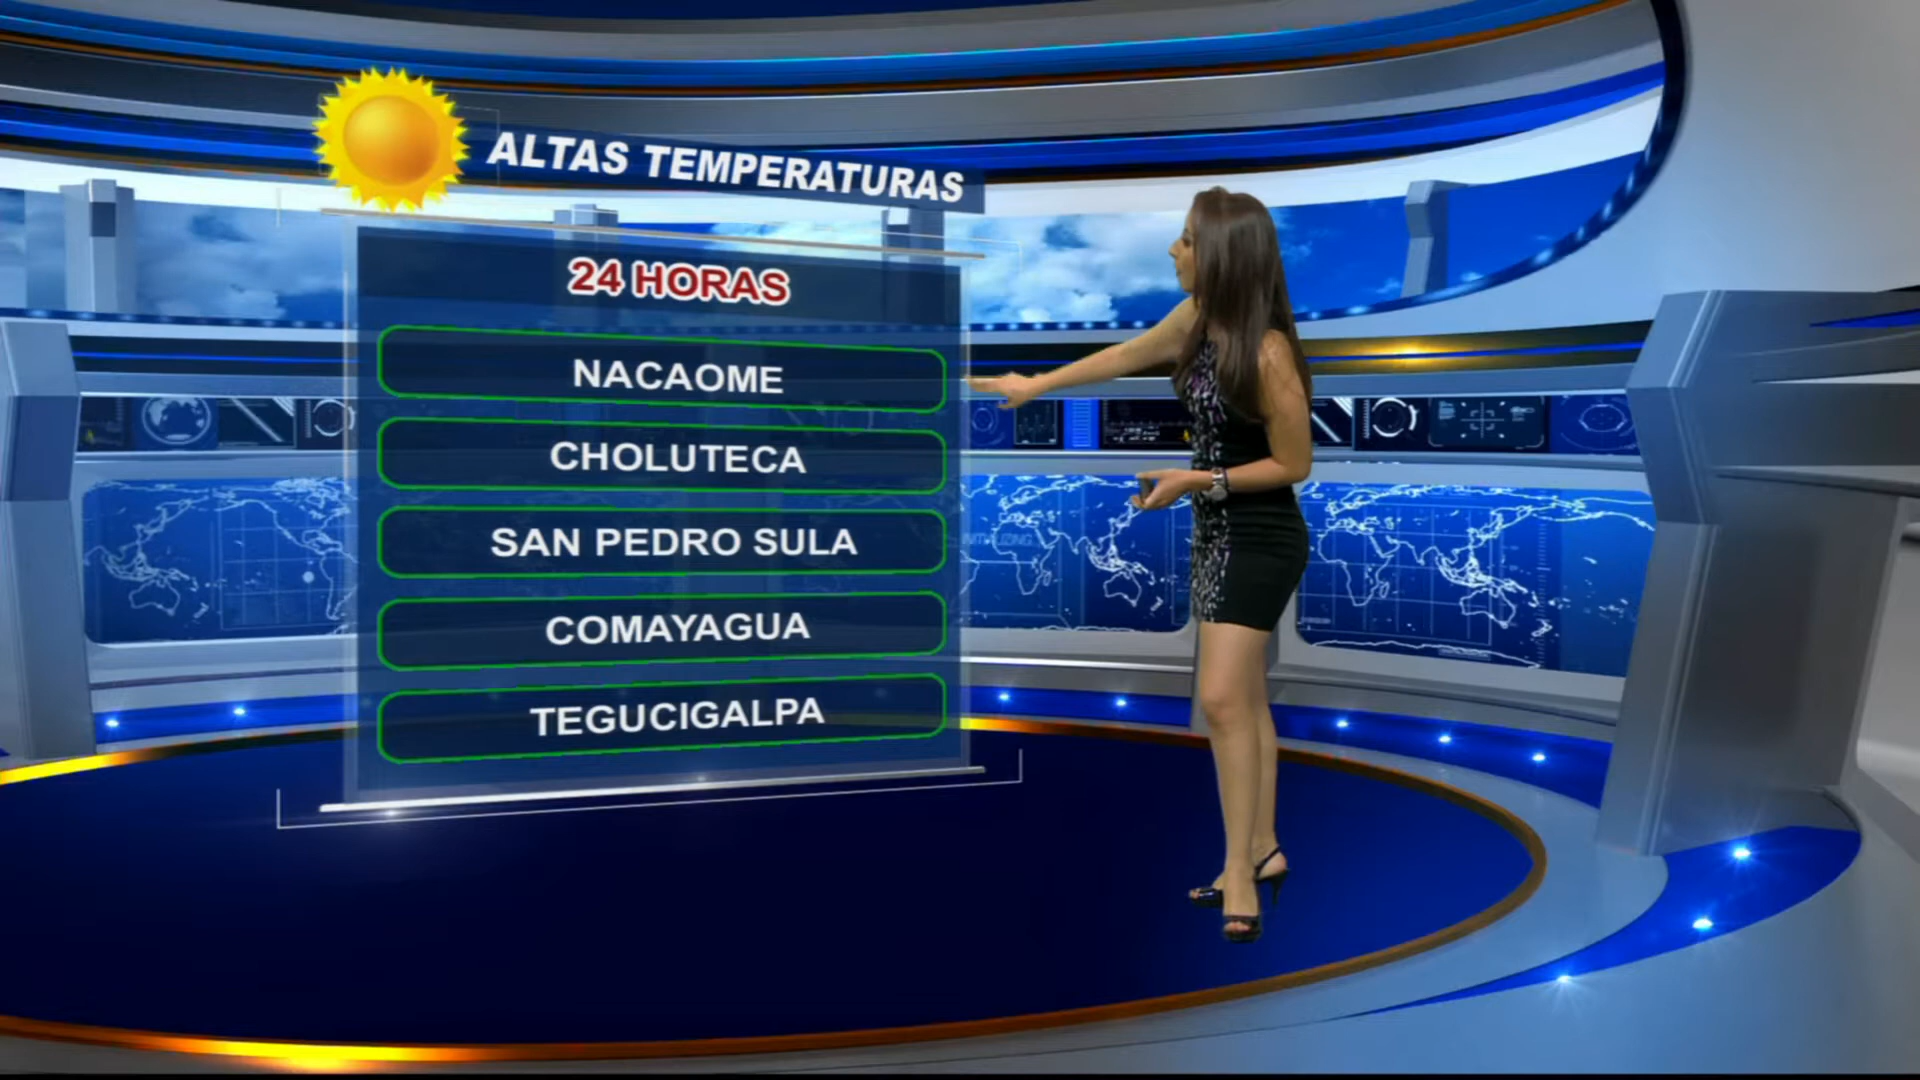 ALTAS TEMPERATURAS
24 HORAS
NACAOME
CHOLUTECA
SAN PEDRO SULA
COMAYAGUA
TEGUCIGALPA